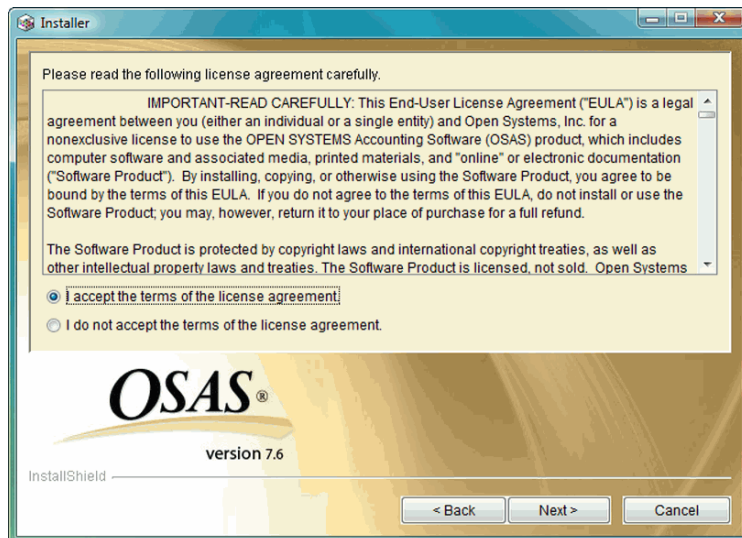 Installer
Please read the following license agreement carefully.
IMPORTANT-READ CAREFULLY: This End-User License Agreement ("EULA") is a legal
agreement between you (either an individual or a single entity) and Open Systems, Inc. for a
nonexclusive license to use the OPEN SYSTEMS Accounting Software (OSAS) product, which includes
computer software and associated media, printed materials, and "online" or electronic documentation
("Software Product"). By installing, copying, or otherwise using the Software Product, you agree to be
bound by the terms of this EULA. If you do not agree to the terms of this EULA, do not install or use the
Software Product; you may, however, return it to your place of purchase for a full refund.
The Software Product is protected by copyright laws and international copyright treaties, as well as
other intellectual property laws and treaties. The Software Product is licensed, not sold. Open Systems
I accept the terms of the license agreement.
I do not accept the terms of the license agreement.
OSAS®
version 7.6
InstallShield
< Back Next > Cancel